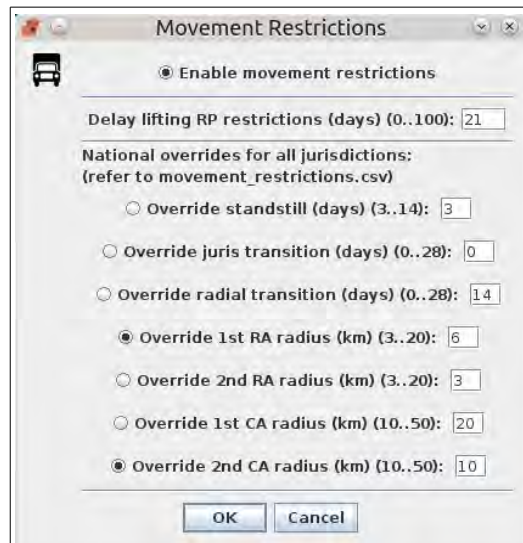 Movement Restrictions
Enable movement restrictions
Delay lifting RP restrictions (days) (0..100): 21
National overrides for all jurisdictions:
(refer to movement_restrictions.csv)
Override standstill (days) (3..14): 3
Override juris transition (days) (0..28): 0
Override radial transition (days) (0..28): 14
Override 1st RA radius (km) (3..20): 6
Override 2nd RA radius (km) (3..20): 3
Override 1st CA radius (km) (10..50): 20
Override 2nd CA radius (km) (10..50): 10
OK Cancel